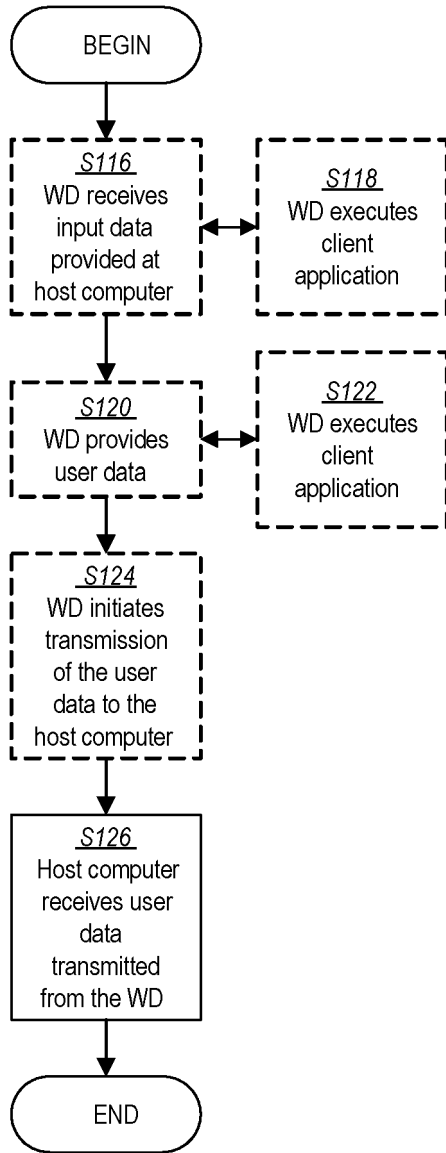 BEGIN
S116
WD receives
input data
provided at
host computer
S118
WD executes
client
application
S120
WD provides
user data
S122
WD executes
client
application
S124
WD initiates
transmission
of the user
data to the
host computer
S126
Host computer
receives user
data
transmitted
from the WD
END